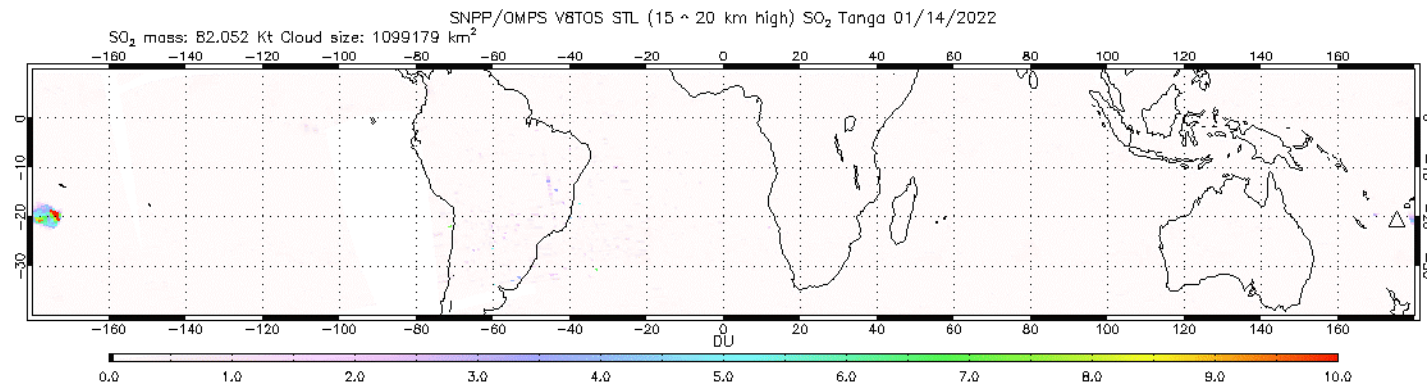 SNPP/OMPS V8TOS STL (15 ^ 20 km high) SO₂ Tanga 01/14/2022
SO₂ mass: 82.052 Kt Cloud size: 1099179 km²
−160 −140 −120 −100 −80 −60 −40 −20 0 20 40 60 80 100 120 140 160
0
−10
−20
−30
−160 −140 −120 −100 −80 −60 −40 −20 0 20 40 60 80 100 120 140 160
DU
0.0 1.0 2.0 3.0 4.0 5.0 6.0 7.0 8.0 9.0 10.0